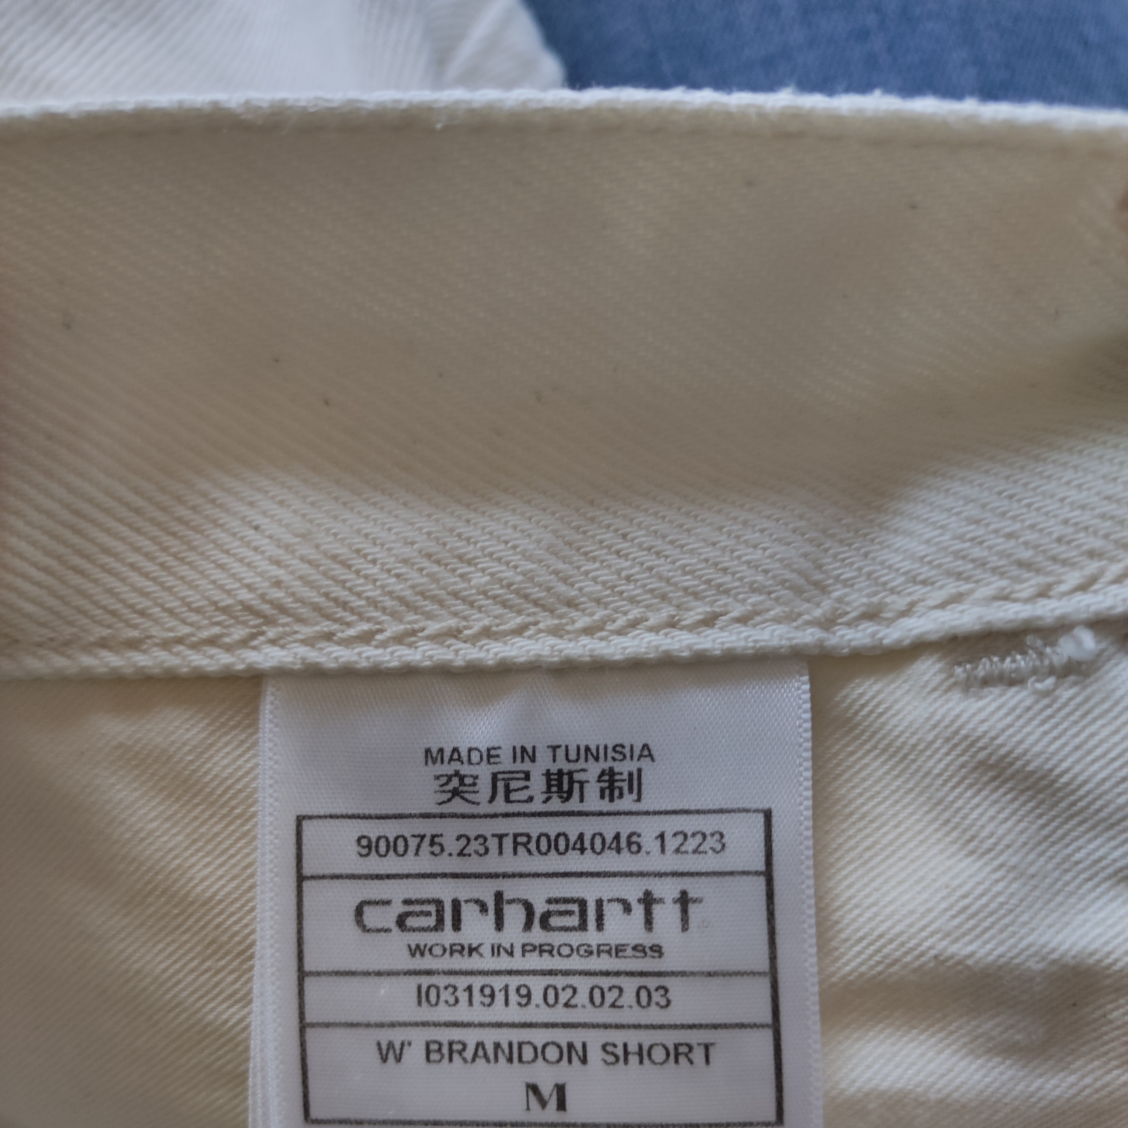 MADE IN TUNISIA
突尼斯制
90075.23TR004046.1223
carhartt
WORK IN PROGRESS
I031919.02.02.03
W' BRANDON SHORT
M